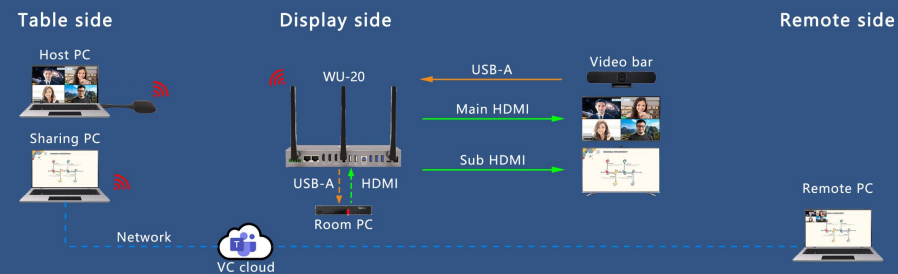 Table side
Display side
Remote side
Host PC
WU-20
USB-A
Video bar
Main HDMI
Sharing PC
Sub HDMI
USB-A
HDMI
Room PC
Remote PC
Network
T
VC cloud